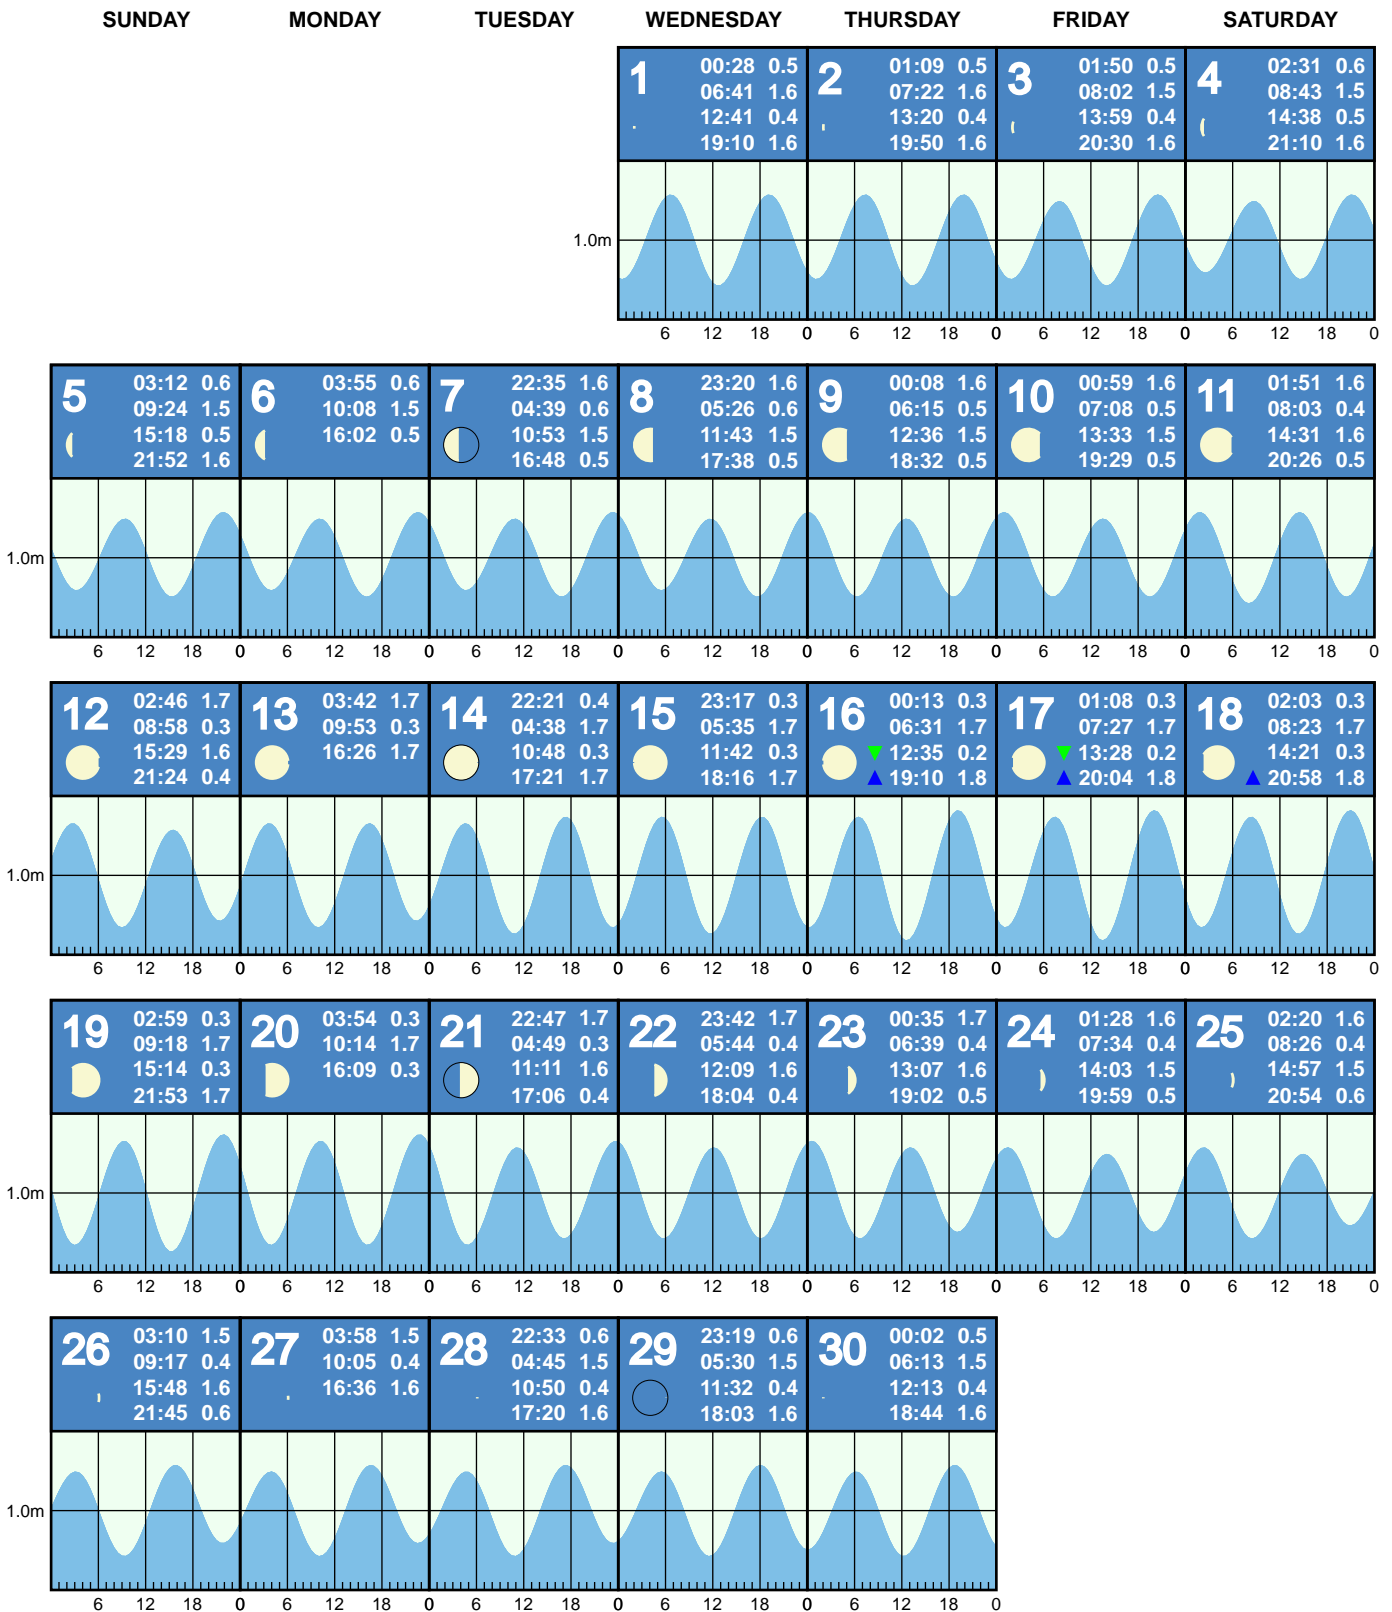 SUNDAY MONDAY TUESDAY WEDNESDAY THURSDAY FRIDAY SATURDAY
1 00:28 0.5
06:41 1.6
12:41 0.4
19:10 1.6
2 01:09 0.5
07:22 1.6
13:20 0.4
19:50 1.6
3 01:50 0.5
08:02 1.5
13:59 0.4
20:30 1.6
4 02:31 0.6
08:43 1.5
14:38 0.5
21:10 1.6
1.0m
6 12 18 0 6 12 18 0 6 12 18 0 6 12 18 0
5 03:12 0.6
09:24 1.5
15:18 0.5
21:52 1.6
6 03:55 0.6
10:08 1.5
16:02 0.5
7 22:35 1.6
04:39 0.6
10:53 1.5
16:48 0.5
8 23:20 1.6
05:26 0.6
11:43 1.5
17:38 0.5
9 00:08 1.6
06:15 0.5
12:36 1.5
18:32 0.5
10 00:59 1.6
07:08 0.5
13:33 1.5
19:29 0.5
11 01:51 1.6
08:03 0.4
14:31 1.6
20:26 0.5
1.0m
6 12 18 0 6 12 18 0 6 12 18 0 6 12 18 0 6 12 18 0 6 12 18 0 6 12 18 0
12 02:46 1.7
08:58 0.3
15:29 1.6
21:24 0.4
13 03:42 1.7
09:53 0.3
16:26 1.7
14 22:21 0.4
04:38 1.7
10:48 0.3
17:21 1.7
15 23:17 0.3
05:35 1.7
11:42 0.3
18:16 1.7
16 00:13 0.3
06:31 1.7
12:35 0.2
19:10 1.8
17 01:08 0.3
07:27 1.7
13:28 0.2
20:04 1.8
18 02:03 0.3
08:23 1.7
14:21 0.3
20:58 1.8
1.0m
6 12 18 0 6 12 18 0 6 12 18 0 6 12 18 0 6 12 18 0 6 12 18 0 6 12 18 0
19 02:59 0.3
09:18 1.7
15:14 0.3
21:53 1.7
20 03:54 0.3
10:14 1.7
16:09 0.3
21 22:47 1.7
04:49 0.3
11:11 1.6
17:06 0.4
22 23:42 1.7
05:44 0.4
12:09 1.6
18:04 0.4
23 00:35 1.7
06:39 0.4
13:07 1.6
19:02 0.5
24 01:28 1.6
07:34 0.4
14:03 1.5
19:59 0.5
25 02:20 1.6
08:26 0.4
14:57 1.5
20:54 0.6
1.0m
6 12 18 0 6 12 18 0 6 12 18 0 6 12 18 0 6 12 18 0 6 12 18 0 6 12 18 0
26 03:10 1.5
09:17 0.4
15:48 1.6
21:45 0.6
27 03:58 1.5
10:05 0.4
16:36 1.6
28 22:33 0.6
04:45 1.5
10:50 0.4
17:20 1.6
29 23:19 0.6
05:30 1.5
11:32 0.4
18:03 1.6
30 00:02 0.5
06:13 1.5
12:13 0.4
18:44 1.6
1.0m
6 12 18 0 6 12 18 0 6 12 18 0 6 12 18 0 6 12 18 0